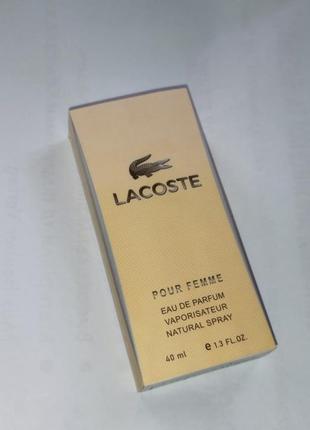 LACOSTE
POUR FEMME
EAU DE PARFUM
VAPORISATEUR
NATURAL SPRAY
40 ml e 1.3 FL.OZ.